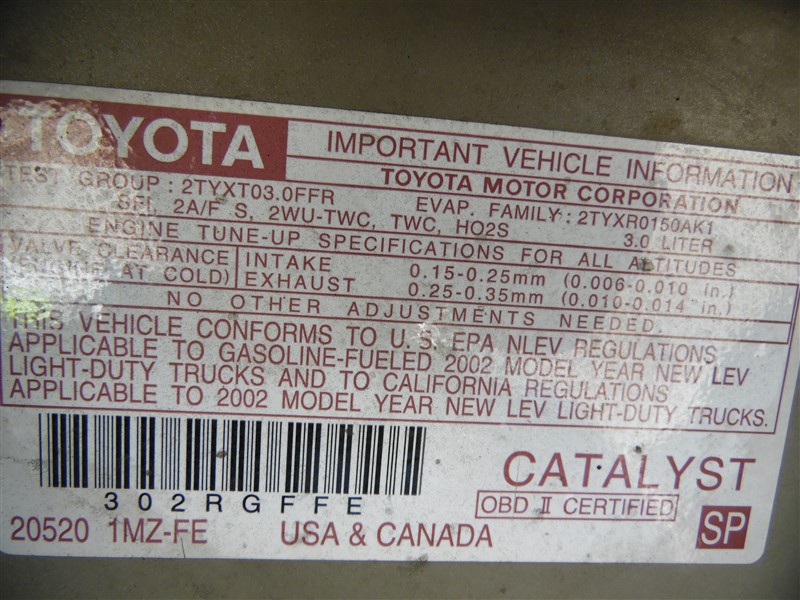 TOYOTA
IMPORTANT VEHICLE INFORMATION
TOYOTA MOTOR CORPORATION
TEST GROUP : 2TYXT03.0FFR EVAP. FAMILY : 2TYXR0150AK1
SFI, 2A/F S, 2WU-TWC, TWC, HO2S 3.0 LITER
ENGINE TUNE-UP SPECIFICATIONS FOR ALL ALTITUDES
VALVE CLEARANCE INTAKE 0.15-0.25mm (0.006-0.010 in.)
(ENGINE AT COLD) EXHAUST 0.25-0.35mm (0.010-0.014 in.)
NO OTHER ADJUSTMENTS NEEDED.
THIS VEHICLE CONFORMS TO U.S. EPA NLEV REGULATIONS
APPLICABLE TO GASOLINE-FUELED 2002 MODEL YEAR NEW LEV
LIGHT-DUTY TRUCKS AND TO CALIFORNIA REGULATIONS
APPLICABLE TO 2002 MODEL YEAR NEW LEV LIGHT-DUTY TRUCKS.
302RGFFE
CATALYST
OBD II CERTIFIED
20520 1MZ-FE USA & CANADA
SP